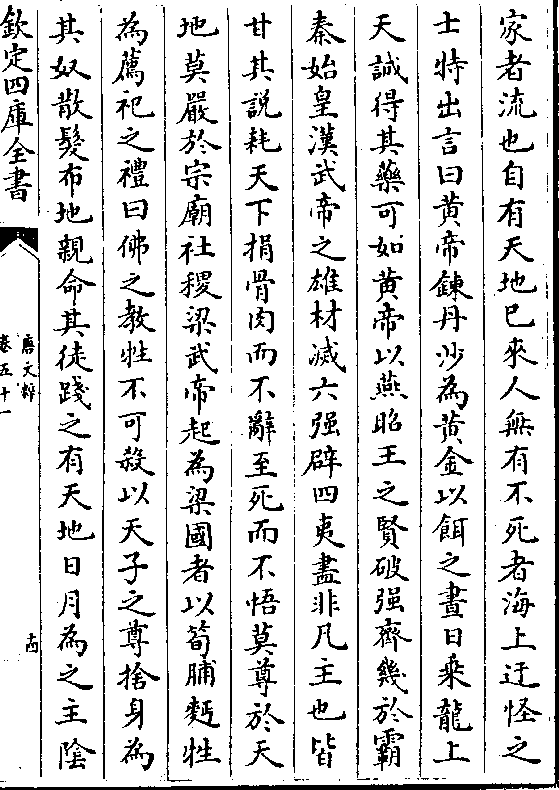 家者流也自有天地已來人無有不死者海上迂怪之
士特出言曰黄帝鍊丹沙為黄金以餌之晝日乘龍上
天誠得其藥可如黄帝以燕昭王之賢破强齊幾於霸
秦始皇漢武帝之雄材滅六强辟四夷盡非凡主也皆
甘其說耗天下捐骨肉而不辭至死而不悟莫尊於天
地莫嚴於宗廟社稷梁武帝起為梁國者以筍脯麪牲
為薦祀之禮曰佛之教牲不可殺以天子之尊捨身為
其奴散髮布地親命其徒踐之有天地日月為之主陰
欽定四庫全書
唐文粹
卷五十一
十四